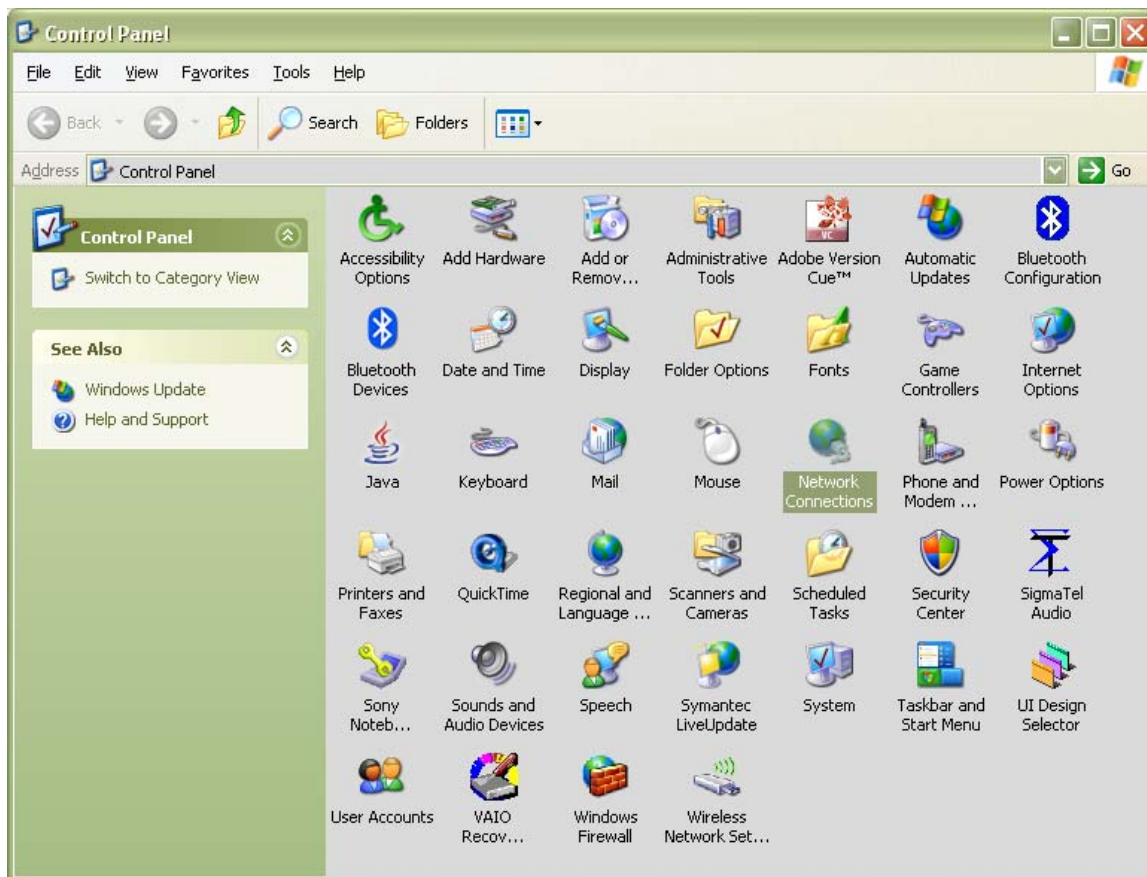 Control Panel
File Edit View Favorites Tools Help
Back Search Folders
Address Control Panel Go
Control Panel
Switch to Category View
See Also
Windows Update
Help and Support
Accessibility Options
Add Hardware
Add or Remov...
Administrative Tools
Adobe Version Cue™
VC
Automatic Updates
Bluetooth Configuration
Bluetooth Devices
Date and Time
Display
Folder Options
Fonts
Game Controllers
Internet Options
Java
Keyboard
Mail
Mouse
Network Connections
Phone and Modem ...
Power Options
Printers and Faxes
QuickTime
Regional and Language ...
Scanners and Cameras
Scheduled Tasks
Security Center
SigmaTel Audio
Sony Noteb...
Sounds and Audio Devices
Speech
Symantec LiveUpdate
System
Taskbar and Start Menu
UI Design Selector
User Accounts
VAIO Recov...
Windows Firewall
Wireless Network Set...